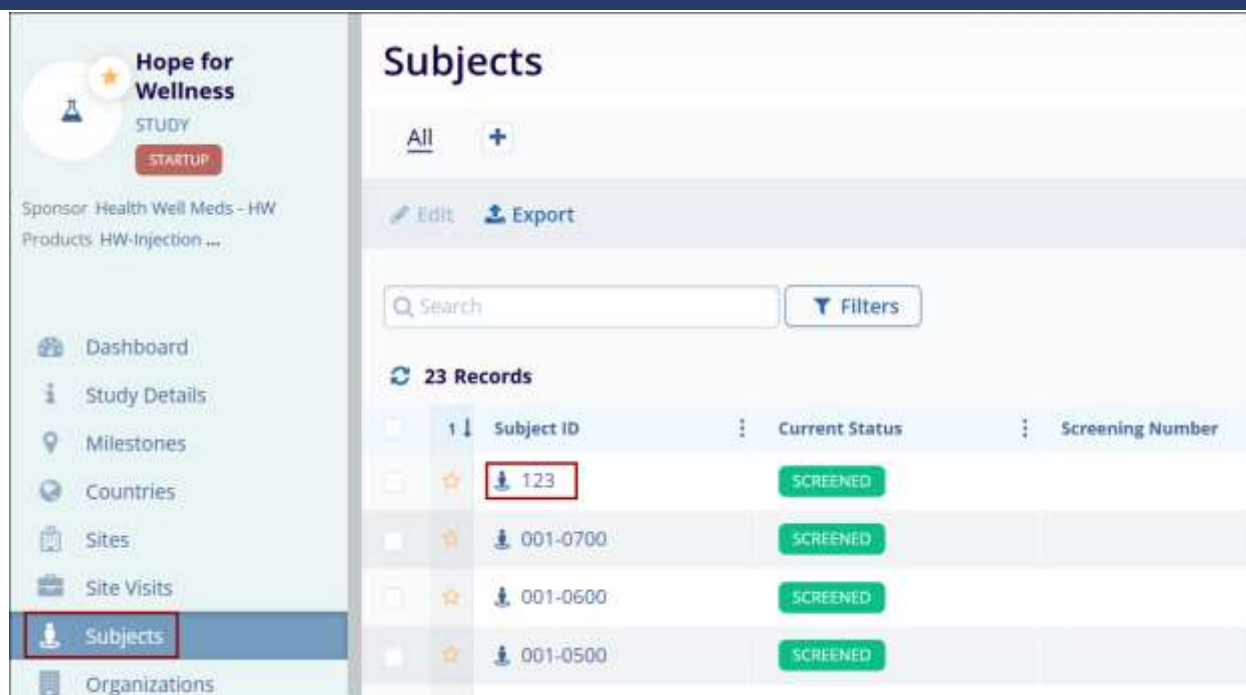 Hope for
Wellness
STUDY
STARTUP
Sponsor Health Well Meds - HW
Products HW-Injection ...
Dashboard
Study Details
Milestones
Countries
Sites
Site Visits
Subjects
Organizations
Subjects
All
Edit Export
Search Filters
23 Records
1 Subject ID Current Status Screening Number
123 SCREENED
001-0700 SCREENED
001-0600 SCREENED
001-0500 SCREENED